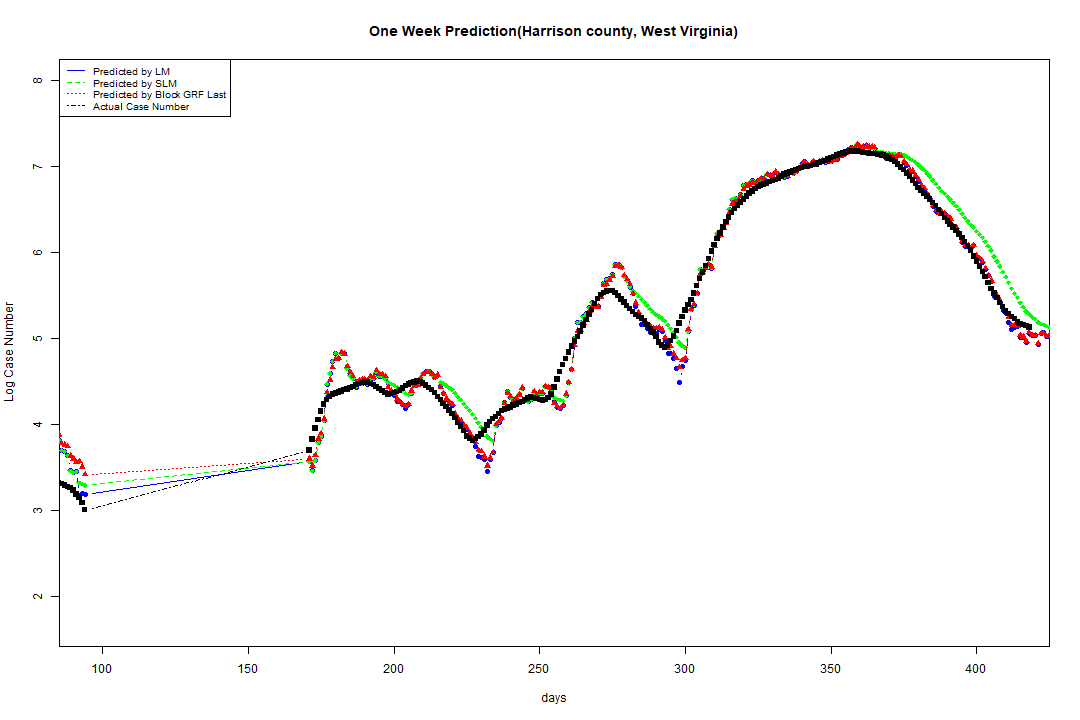 One Week Prediction(Harrison county, West Virginia)
Predicted by LM
Predicted by SLM
Predicted by Block GRF Last
Actual Case Number
8
7
6
5
4
3
2
Log Case Number
100 150 200 250 300 350 400
days